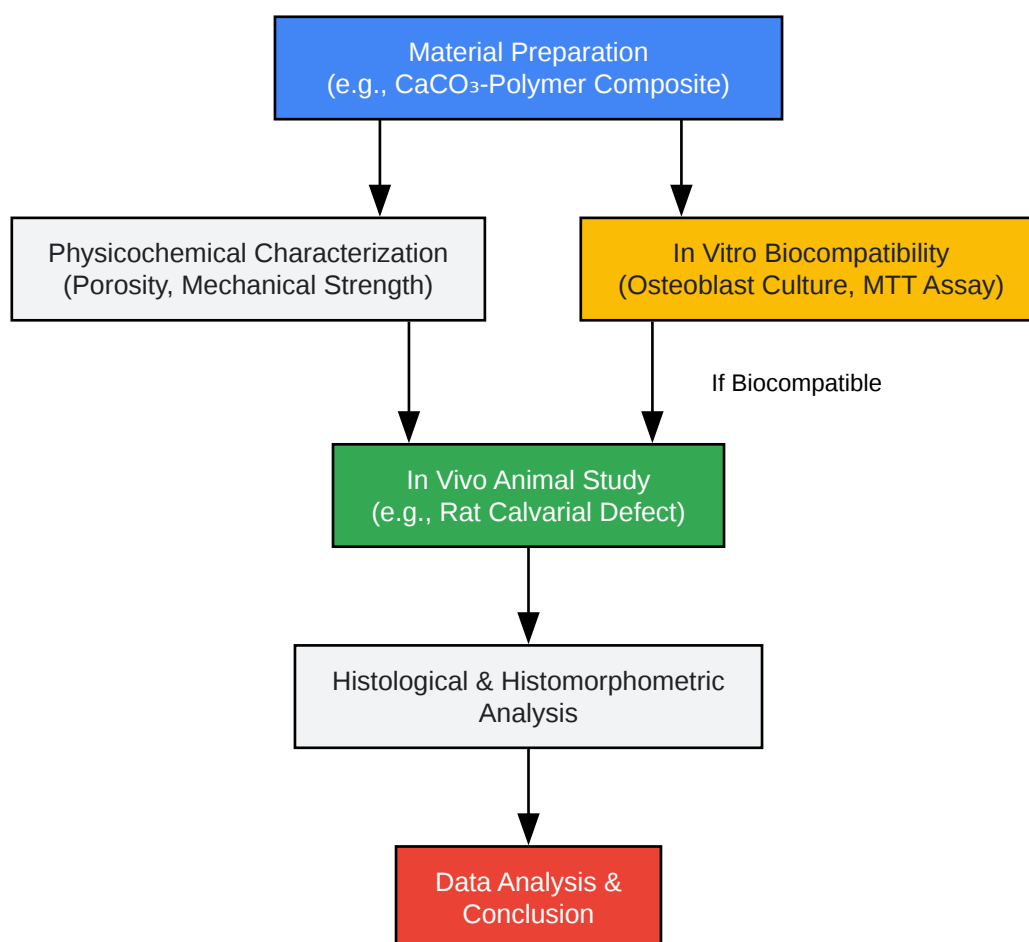 Material Preparation
(e.g., CaCO₃-Polymer Composite)
Physicochemical Characterization
(Porosity, Mechanical Strength)
In Vitro Biocompatibility
(Osteoblast Culture, MTT Assay)
If Biocompatible
In Vivo Animal Study
(e.g., Rat Calvarial Defect)
Histological & Histomorphometric
Analysis
Data Analysis &
Conclusion